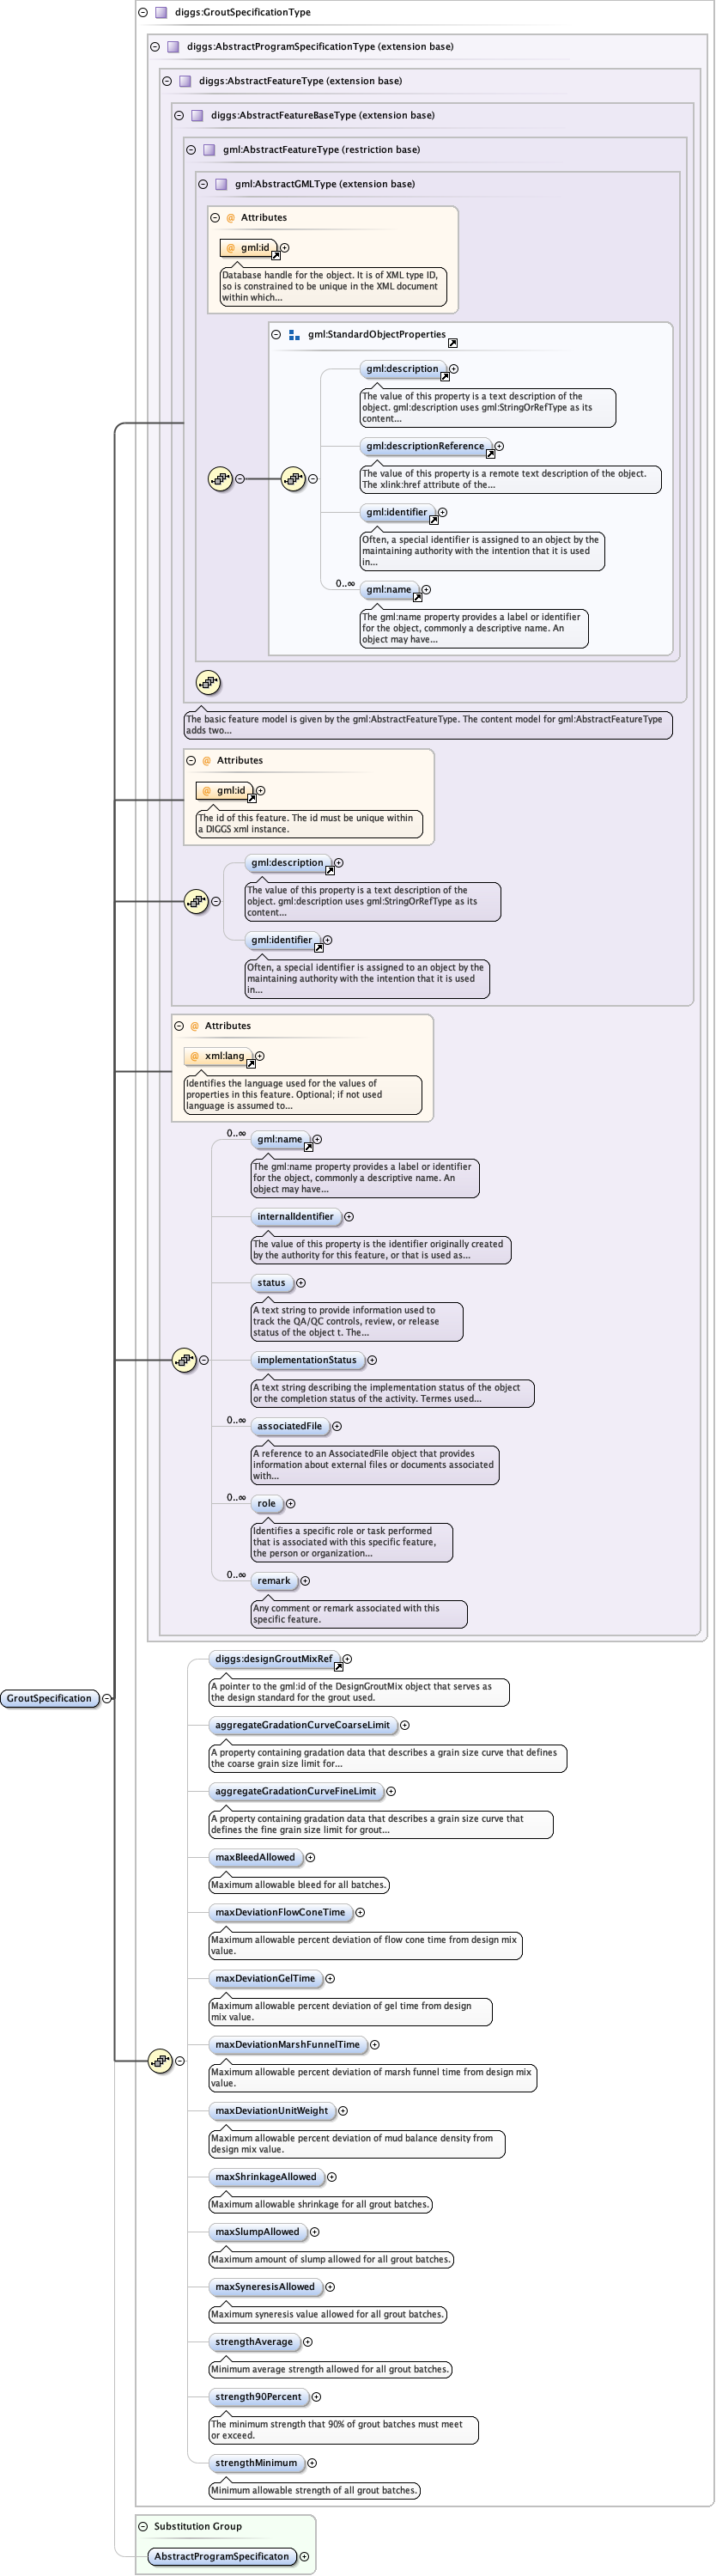 diggs:GroutSpecificationType
diggs:AbstractProgramSpecificationType (extension base)
diggs:AbstractFeatureType (extension base)
diggs:AbstractFeatureBaseType (extension base)
gml:AbstractFeatureType (restriction base)
gml:AbstractGMLType (extension base)
@ Attributes
@ gml:id
Database handle for the object. It is of XML type ID,
so is constrained to be unique in the XML document
within which...
gml:StandardObjectProperties
gml:description
The value of this property is a text description of the
object. gml:description uses gml:StringOrRefType as its
content...
gml:descriptionReference
The value of this property is a remote text description of the object.
The xlink:href attribute of the...
gml:identifier
Often, a special identifier is assigned to an object by the
maintaining authority with the intention that it is used
in...
0..∞
gml:name
The gml:name property provides a label or identifier
for the object, commonly a descriptive name. An
object may have...
The basic feature model is given by the gml:AbstractFeatureType. The content model for gml:AbstractFeatureType
adds two...
@ Attributes
@ gml:id
The id of this feature. The id must be unique within
a DIGGS xml instance.
gml:description
The value of this property is a text description of the
object. gml:description uses gml:StringOrRefType as its
content...
gml:identifier
Often, a special identifier is assigned to an object by the
maintaining authority with the intention that it is used
in...
@ Attributes
@ xml:lang
Identifies the language used for the values of
properties in this feature. Optional; if not used
language is assumed to...
0..∞
gml:name
The gml:name property provides a label or identifier
for the object, commonly a descriptive name. An
object may have...
internalIdentifier
The value of this property is the identifier originally created
by the authority for this feature, or that is used as...
status
A text string to provide information used to
track the QA/QC controls, review, or release
status of the object t. The...
implementationStatus
A text string describing the implementation status of the object
or the completion status of the activity. Termes used...
0..∞
associatedFile
A reference to an AssociatedFile object that provides
information about external files or documents associated
with...
0..∞
role
Identifies a specific role or task performed
that is associated with this specific feature,
the person or organization...
0..∞
remark
Any comment or remark associated with this
specific feature.
GroutSpecification
diggs:designGroutMixRef
A pointer to the gml:id of the DesignGroutMix object that serves as
the design standard for the grout used.
aggregateGradationCurveCoarseLimit
A property containing gradation data that describes a grain size curve that defines
the coarse grain size limit for...
aggregateGradationCurveFineLimit
A property containing gradation data that describes a grain size curve that
defines the fine grain size limit for grout...
maxBleedAllowed
Maximum allowable bleed for all batches.
maxDeviationFlowConeTime
Maximum allowable percent deviation of flow cone time from design mix
value.
maxDeviationGelTime
Maximum allowable percent deviation of gel time from design
mix value.
maxDeviationMarshFunnelTime
Maximum allowable percent deviation of marsh funnel time from design mix
value.
maxDeviationUnitWeight
Maximum allowable percent deviation of mud balance density from
design mix value.
maxShrinkageAllowed
Maximum allowable shrinkage for all grout batches.
maxSlumpAllowed
Maximum amount of slump allowed for all grout batches.
maxSyneresisAllowed
Maximum syneresis value allowed for all grout batches.
strengthAverage
Minimum average strength allowed for all grout batches.
strength90Percent
The minimum strength that 90% of grout batches must meet
or exceed.
strengthMinimum
Minimum allowable strength of all grout batches.
Substitution Group
AbstractProgramSpecificaton